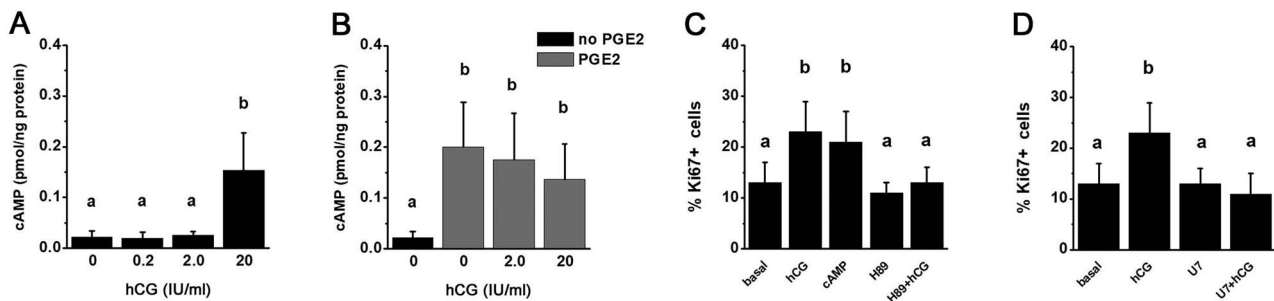 A
cAMP (pmol/ng protein)
0.4
0.3
0.2
0.1
0.0
a
a
a
b
0
0.2
2.0
20
hCG (IU/ml)
B
cAMP (pmol/ng protein)
0.4
0.3
0.2
0.1
0.0
no PGE2
PGE2
a
b
b
b
0
0
2.0
20
hCG (IU/ml)
C
% Ki67+ cells
40
30
20
10
0
a
b
b
a
a
basal
hCG
cAMP
H89
H89+hCG
D
% Ki67+ cells
40
30
20
10
0
a
b
a
a
basal
hCG
U7
U7+hCG